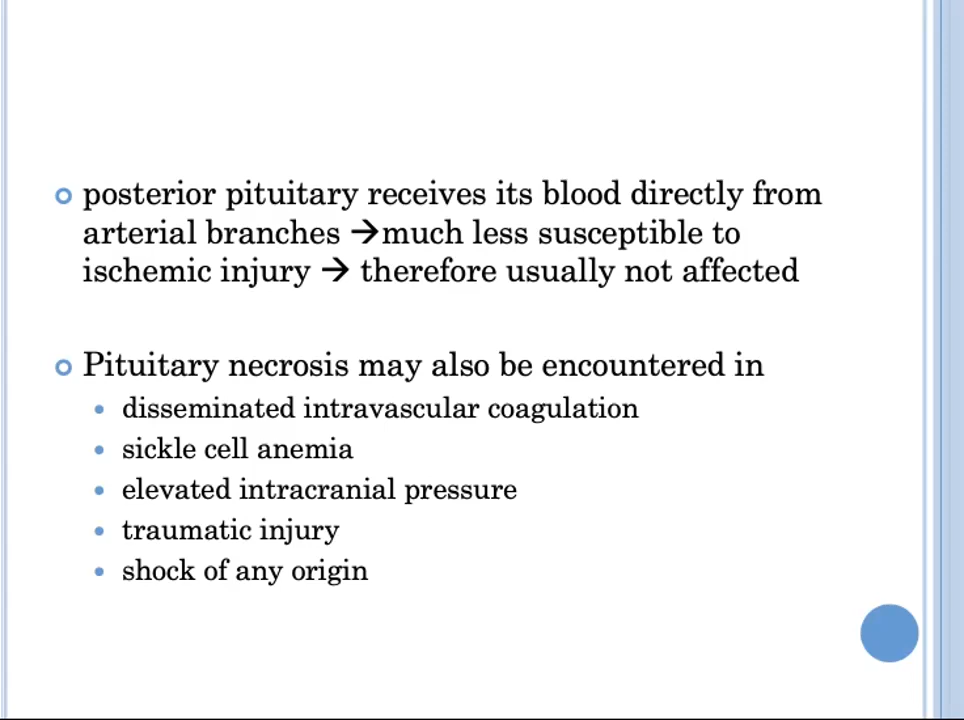 posterior pituitary receives its blood directly from
arterial branches →much less susceptible to
ischemic injury → therefore usually not affected
Pituitary necrosis may also be encountered in
disseminated intravascular coagulation
sickle cell anemia
elevated intracranial pressure
traumatic injury
shock of any origin